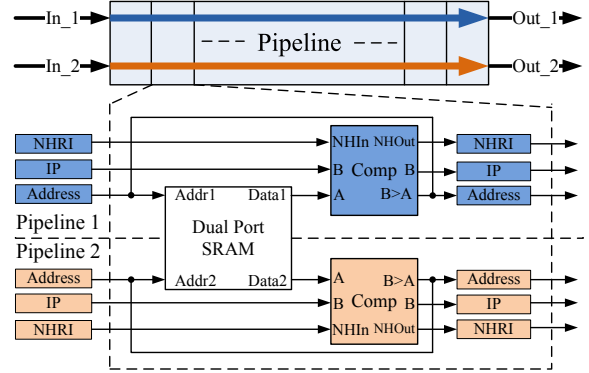 In_1 Out_1
Pipeline
In_2 Out_2
NHRI NHIn NHOut NHRI
IP B Comp B IP
Address Addr1 Data1 A B>A Address
Pipeline 1 Dual Port
SRAM
Pipeline 2
Address Addr2 Data2 A B>A Address
IP B Comp B IP
NHRI NHIn NHOut NHRI